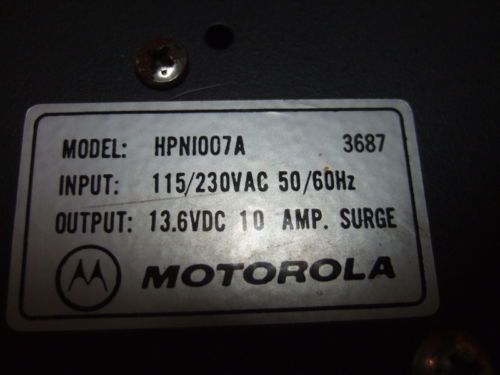 MODEL: HPN1007A 3687
INPUT: 115/230VAC 50/60Hz
OUTPUT: 13.6VDC 10 AMP. SURGE
MOTOROLA